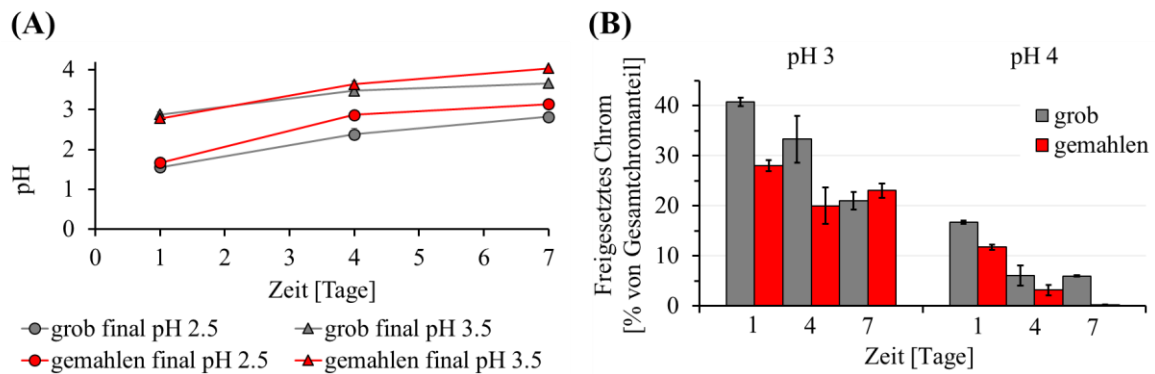 (A)
pH
4
3
2
1
0
0 1 2 3 4 5 6 7
Zeit [Tage]
grob final pH 2.5
grob final pH 3.5
gemahlen final pH 2.5
gemahlen final pH 3.5
(B)
pH 3
pH 4
Freigesetztes Chrom
[% von Gesamtchromanteil]
40
30
20
10
0
grob
gemahlen
1 4 7 1 4 7
Zeit [Tage]